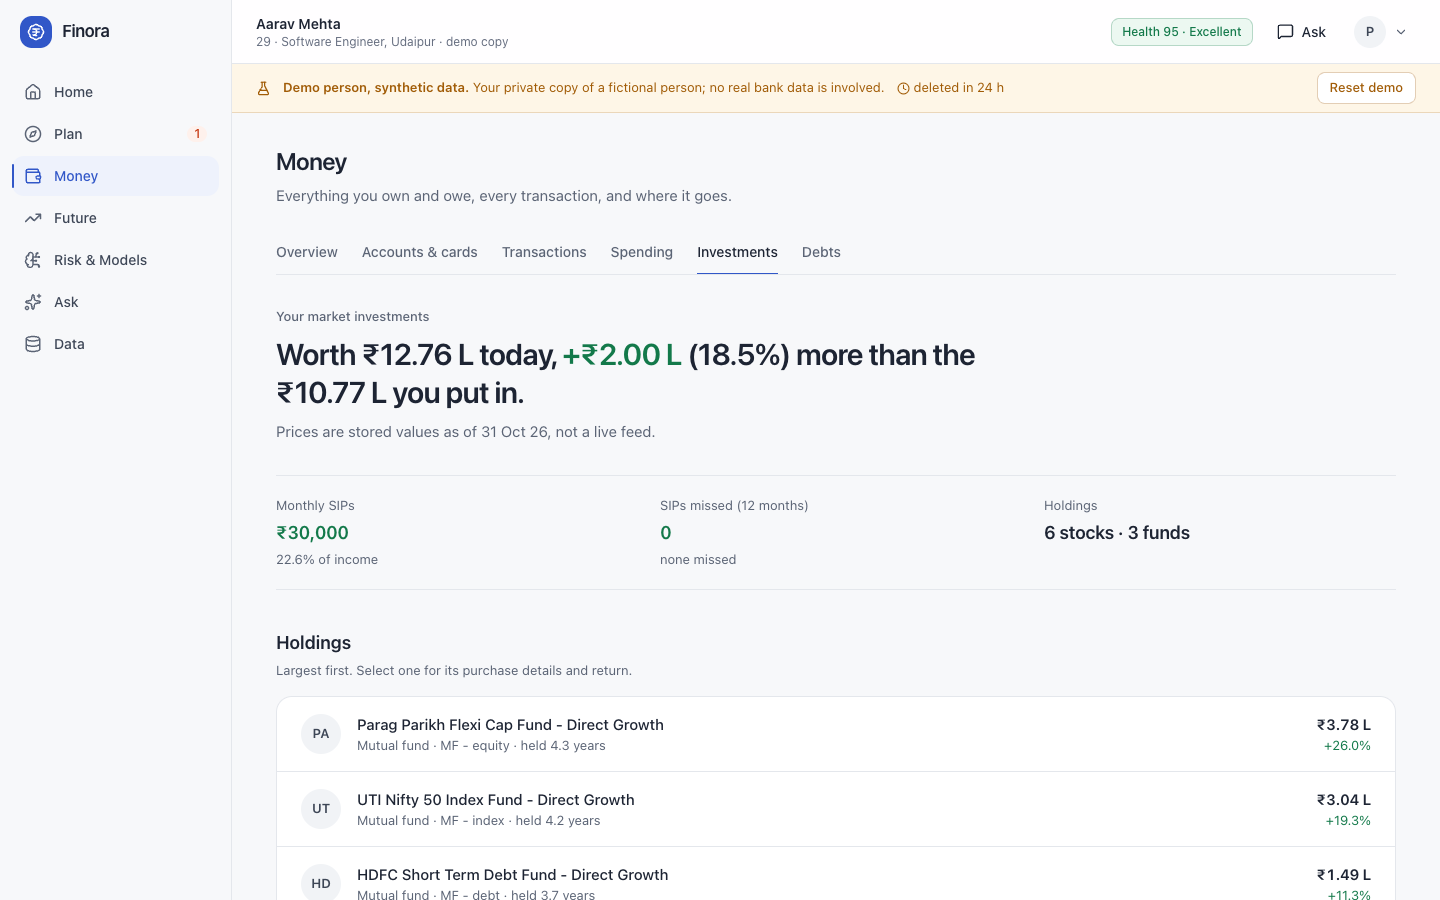 Finora
Home
Plan
1
Money
Future
Risk & Models
Ask
Data
Aarav Mehta
29 · Software Engineer, Udaipur · demo copy
Health 95 · Excellent
Ask
P
Demo person, synthetic data. Your private copy of a fictional person; no real bank data is involved. deleted in 24 h
Reset demo
Money
Everything you own and owe, every transaction, and where it goes.
Overview Accounts & cards Transactions Spending Investments Debts
Your market investments
Worth ₹12.76 L today, +₹2.00 L (18.5%) more than the
₹10.77 L you put in.
Prices are stored values as of 31 Oct 26, not a live feed.
Monthly SIPs
₹30,000
22.6% of income
SIPs missed (12 months)
0
none missed
Holdings
6 stocks · 3 funds
Holdings
Largest first. Select one for its purchase details and return.
PA
Parag Parikh Flexi Cap Fund - Direct Growth
Mutual fund · MF - equity · held 4.3 years
₹3.78 L
+26.0%
UT
UTI Nifty 50 Index Fund - Direct Growth
Mutual fund · MF - index · held 4.2 years
₹3.04 L
+19.3%
HD
HDFC Short Term Debt Fund - Direct Growth
Mutual fund · MF - debt · held 3.7 years
₹1.49 L
+11.3%